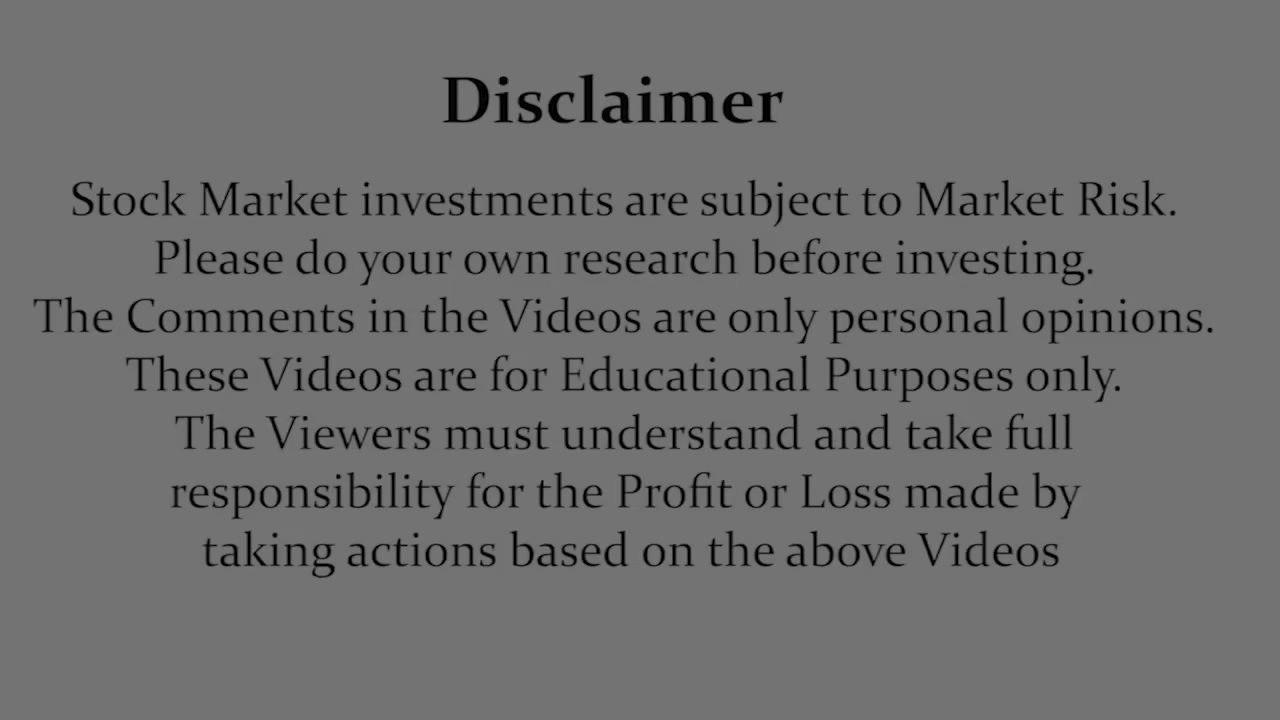 Disclaimer
Stock Market investments are subject to Market Risk.
Please do your own research before investing.
The Comments in the Videos are only personal opinions.
These Videos are for Educational Purposes only.
The Viewers must understand and take full
responsibility for the Profit or Loss made by
taking actions based on the above Videos